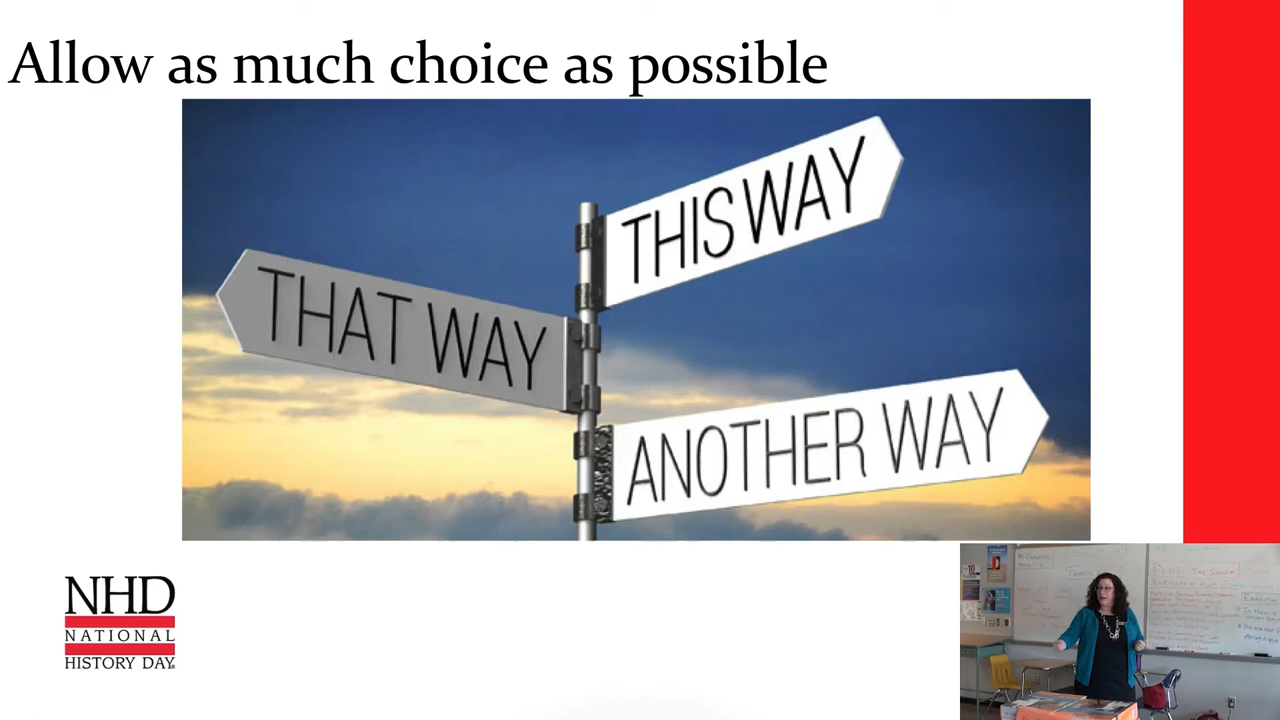 Allow as much choice as possible
THIS WAY
THAT WAY
ANOTHER WAY
NHD
NATIONAL
HISTORY DAY